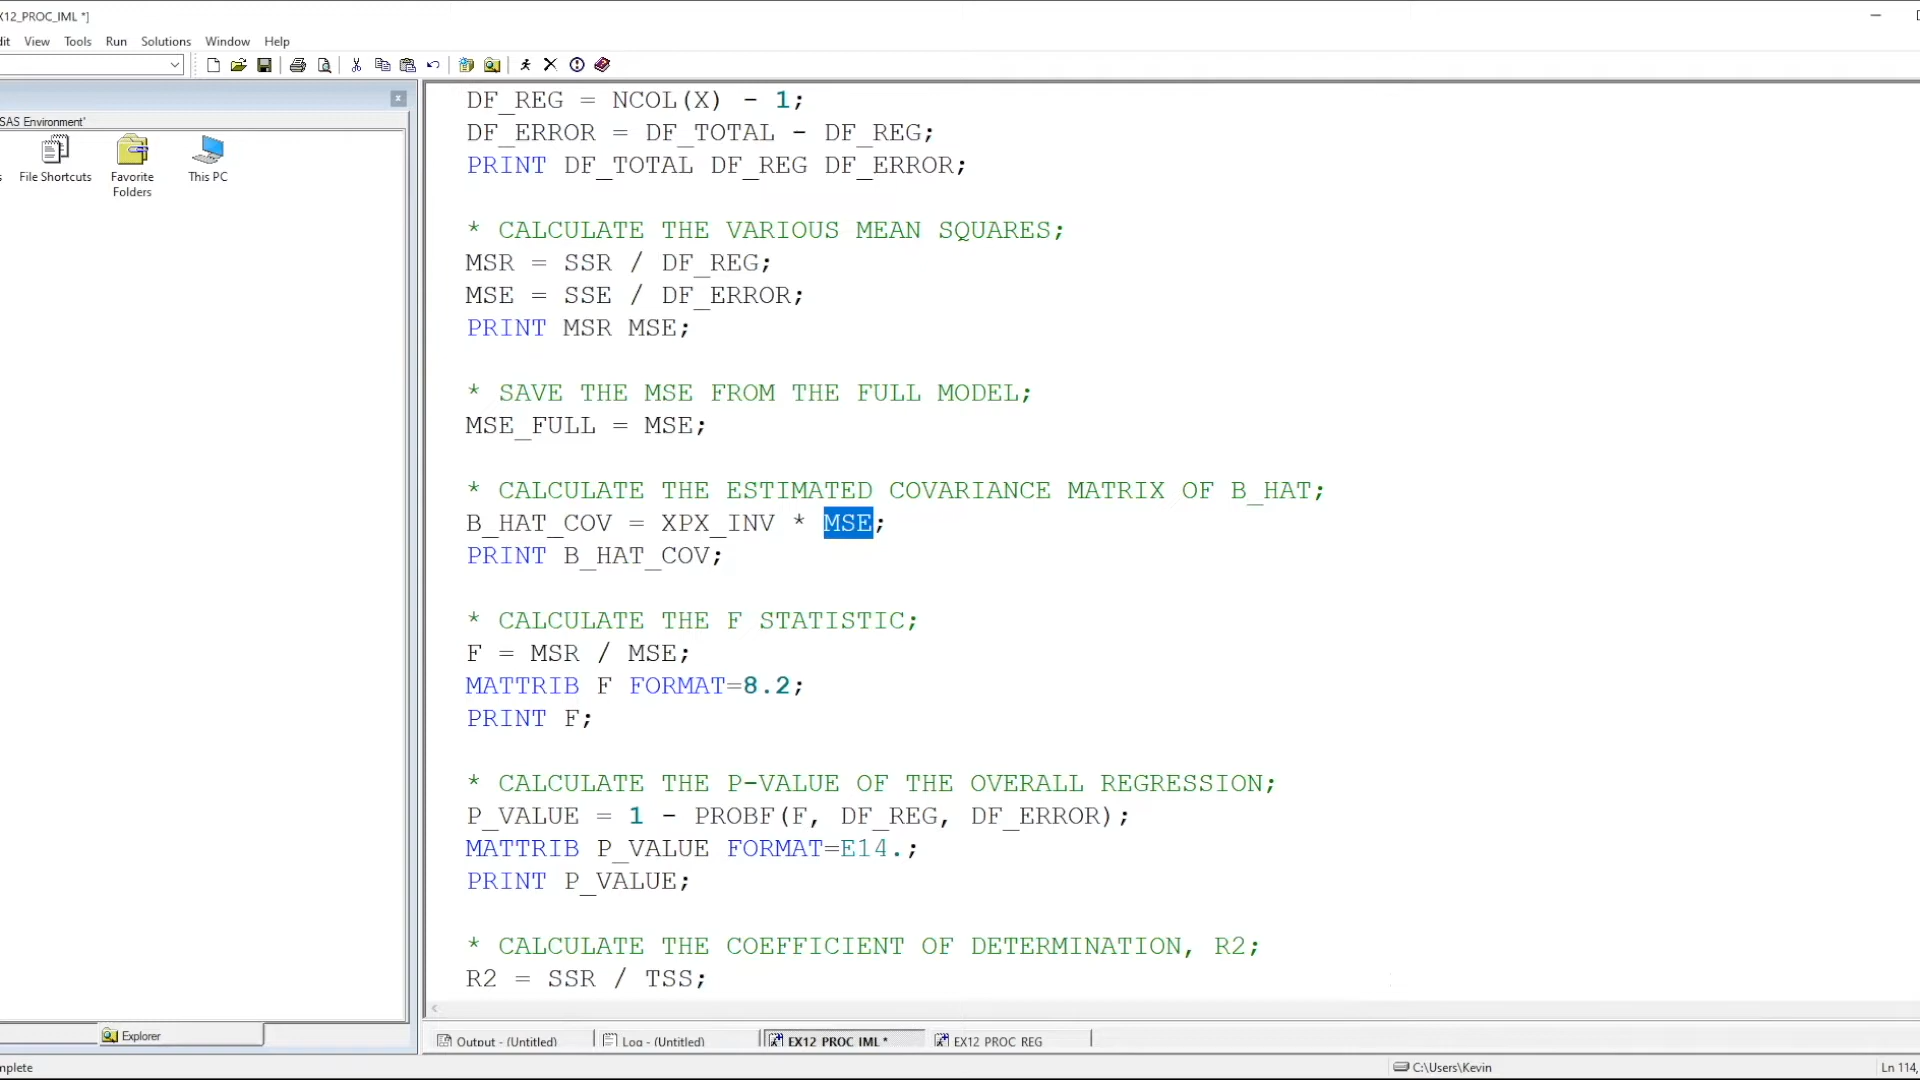 X12_PROC_IML *]
dit View Tools Run Solutions Window Help
SAS Environment'
File Shortcuts
Favorite Folders
This PC
DF_REG = NCOL(X) - 1;
DF_ERROR = DF_TOTAL - DF_REG;
PRINT DF_TOTAL DF_REG DF_ERROR;
* CALCULATE THE VARIOUS MEAN SQUARES;
MSR = SSR / DF_REG;
MSE = SSE / DF_ERROR;
PRINT MSR MSE;
* SAVE THE MSE FROM THE FULL MODEL;
MSE_FULL = MSE;
* CALCULATE THE ESTIMATED COVARIANCE MATRIX OF B_HAT;
B_HAT_COV = XPX_INV * MSE;
PRINT B_HAT_COV;
* CALCULATE THE F STATISTIC;
F = MSR / MSE;
MATTRIB F FORMAT=8.2;
PRINT F;
* CALCULATE THE P-VALUE OF THE OVERALL REGRESSION;
P_VALUE = 1 - PROBF(F, DF_REG, DF_ERROR);
MATTRIB P_VALUE FORMAT=E14.;
PRINT P_VALUE;
* CALCULATE THE COEFFICIENT OF DETERMINATION, R2;
R2 = SSR / TSS;
Explorer
Output - (Untitled)
Log - (Untitled)
EX12 PROC IML *
EX12 PROC REG
mplete
C:\Users\Kevin
Ln 114,